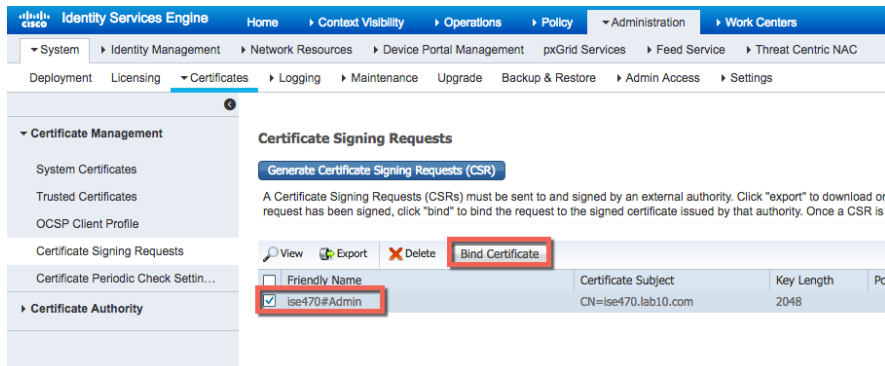 cisco Identity Services Engine Home Context Visibility Operations Policy Administration Work Centers
System Identity Management Network Resources Device Portal Management pxGrid Services Feed Service Threat Centric NAC
Deployment Licensing Certificates Logging Maintenance Upgrade Backup & Restore Admin Access Settings
Certificate Management
System Certificates
Trusted Certificates
OCSP Client Profile
Certificate Signing Requests
Certificate Periodic Check Settin...
Certificate Authority
Certificate Signing Requests
Generate Certificate Signing Requests (CSR)
A Certificate Signing Requests (CSRs) must be sent to and signed by an external authority. Click "export" to download or
request has been signed, click "bind" to bind the request to the signed certificate issued by that authority. Once a CSR is
View Export Delete Bind Certificate
Friendly Name Certificate Subject Key Length
ise470#Admin CN=ise470.lab10.com 2048